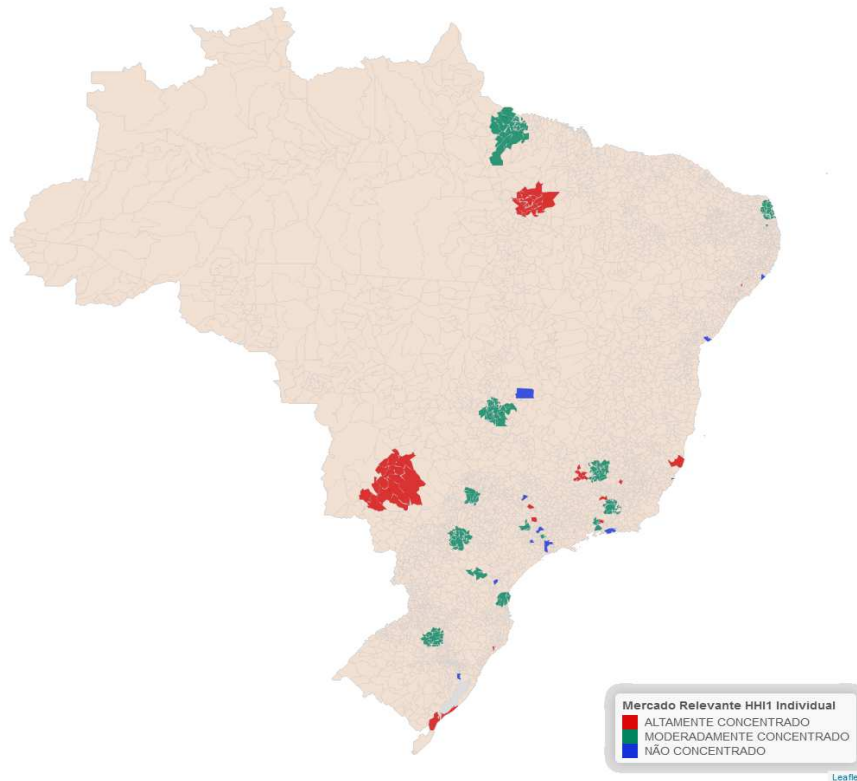 Mercado Relevante HHI1 Individual
ALTAMENTE CONCENTRADO
MODERADAMENTE CONCENTRADO
NÃO CONCENTRADO
Leafle